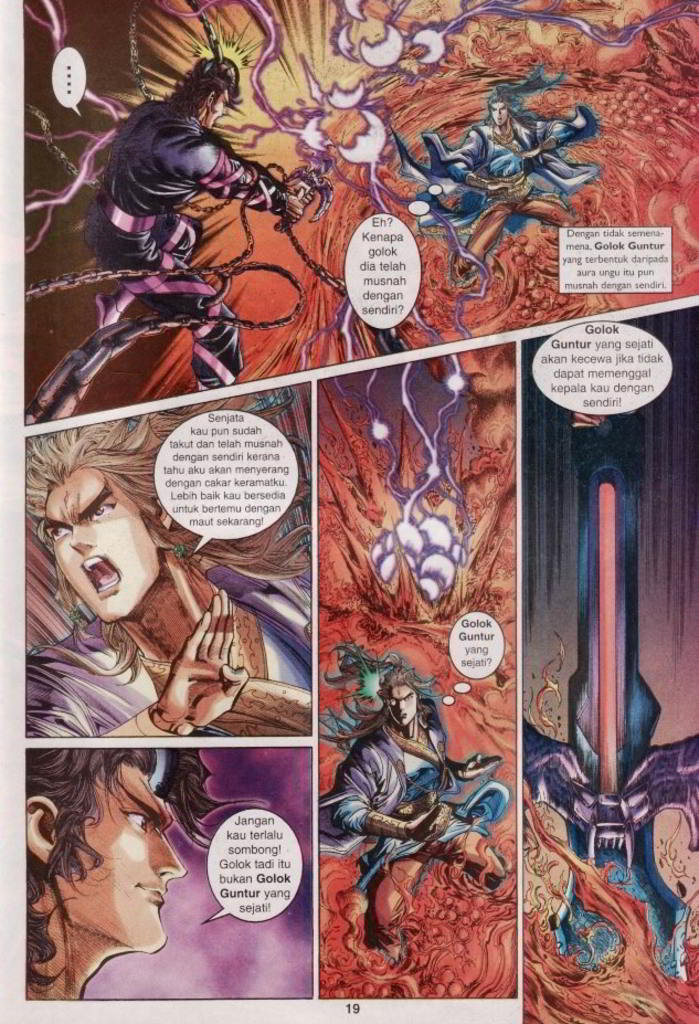 ....
Eh?
Kenapa
golok
dia telah
musnah
dengan
sendiri?
Dengan tidak semena-
mena, Golok Guntur
yang terbentuk daripada
aura ungu itu pun
musnah dengan sendiri.
Senjata
kau pun sudah
takut dan telah musnah
dengan sendiri kerana
tahu aku akan menyerang
dengan cakar keramatku.
Lebih baik kau bersedia
untuk bertemu dengan
maut sekarang!
Jangan
kau terlalu
sombong!
Golok tadi itu
bukan Golok
Guntur yang
sejati!
Golok
Guntur
yang
sejati?
Golok
Guntur yang sejati
akan kecewa jika tidak
dapat memenggal
kepala kau dengan
sendiri!
19